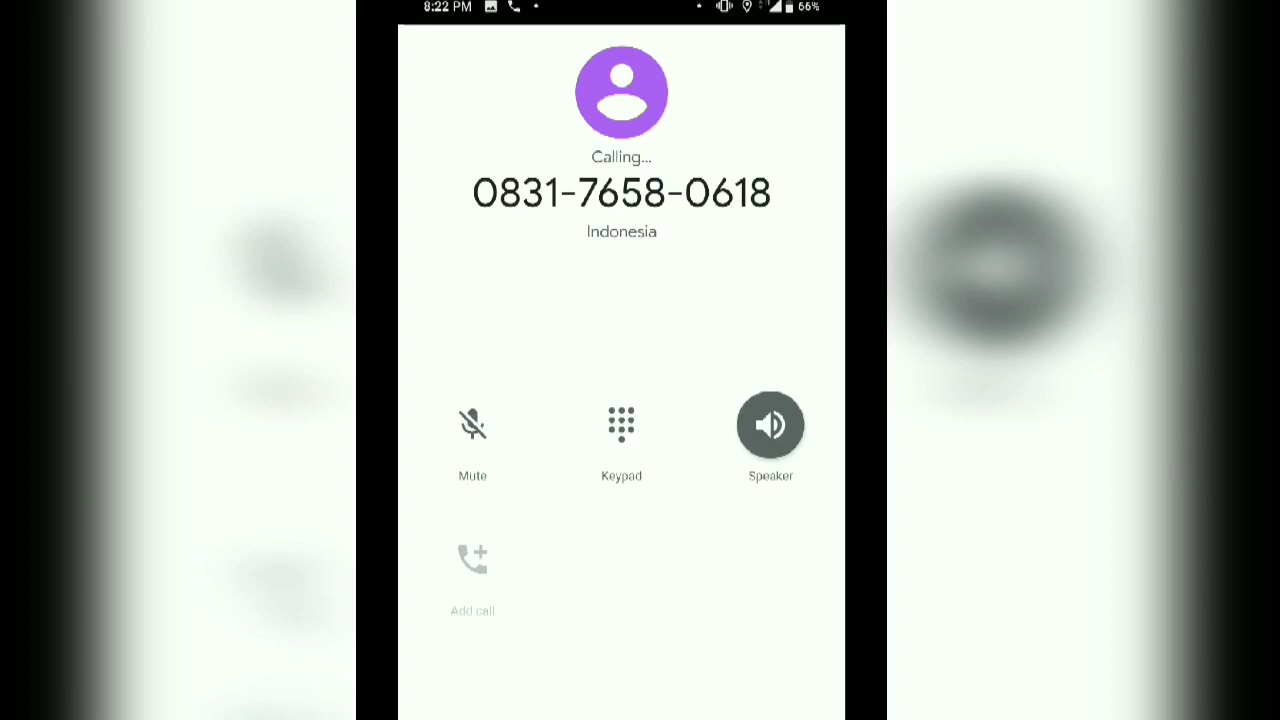 8:22 PM 66%
Calling...
0831-7658-0618
Indonesia
Mute Keypad Speaker
Add call